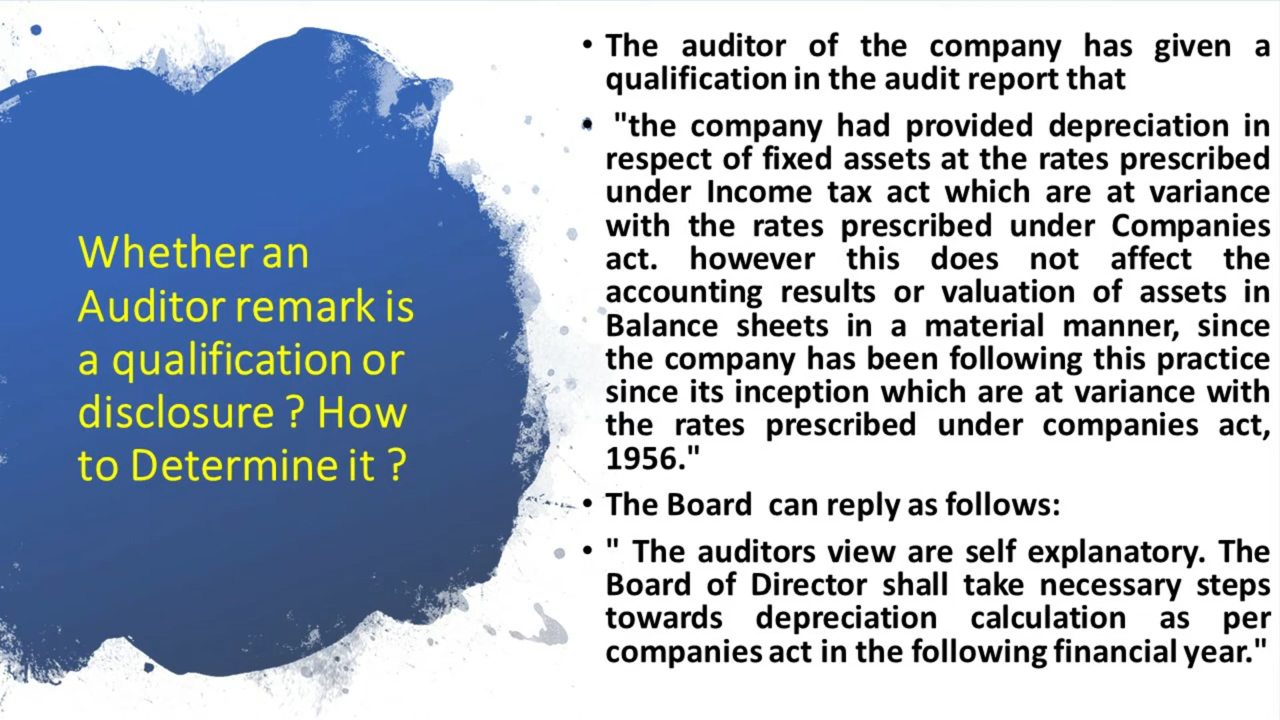 Whether an
Auditor remark is
a qualification or
disclosure ? How
to Determine it ?
• The auditor of the company has given a
qualification in the audit report that
• "the company had provided depreciation in
respect of fixed assets at the rates prescribed
under Income tax act which are at variance
with the rates prescribed under Companies
act. however this does not affect the
accounting results or valuation of assets in
Balance sheets in a material manner, since
the company has been following this practice
since its inception which are at variance with
the rates prescribed under companies act,
1956."
• The Board can reply as follows:
• " The auditors view are self explanatory. The
Board of Director shall take necessary steps
towards depreciation calculation as per
companies act in the following financial year."